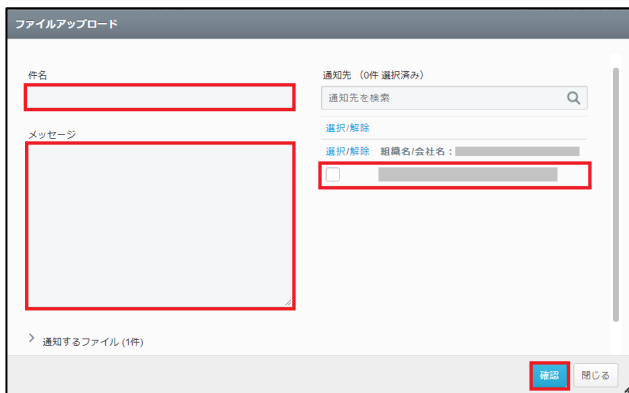 ファイルアップロード
件名
メッセージ
通知するファイル (1件)
通知先 (0件 選択済み)
通知先を検索
選択/解除
選択/解除 組織名/会社名：
確認
閉じる